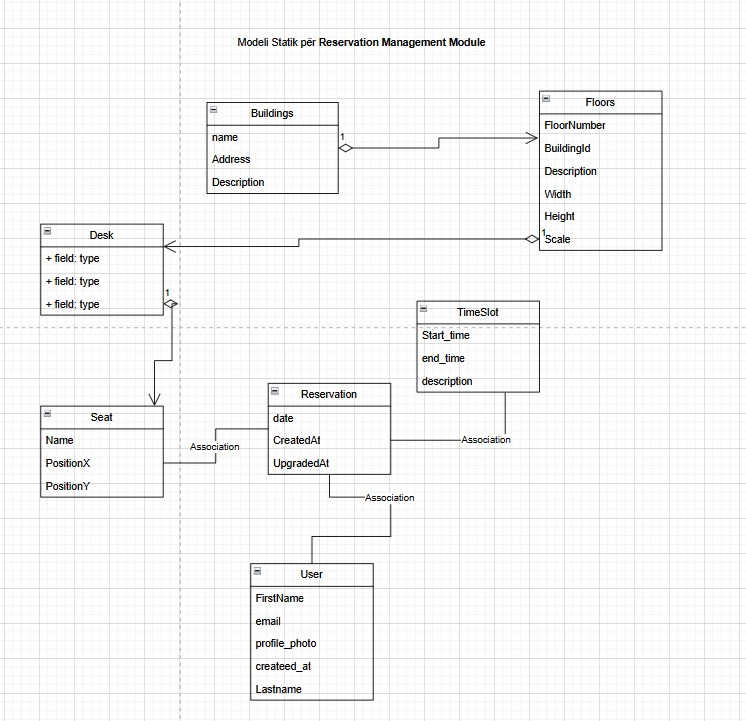 Modeli Statik për Reservation Management Module
Buildings
name
Address
Description
1
Floors
FloorNumber
BuildingId
Description
Width
Height
Scale
1
Desk
+ field: type
+ field: type
+ field: type
1
TimeSlot
Start_time
end_time
description
Seat
Name
PositionX
PositionY
Association
Reservation
date
CreatedAt
UpgradedAt
Association
Association
User
FirstName
email
profile_photo
createed_at
Lastname